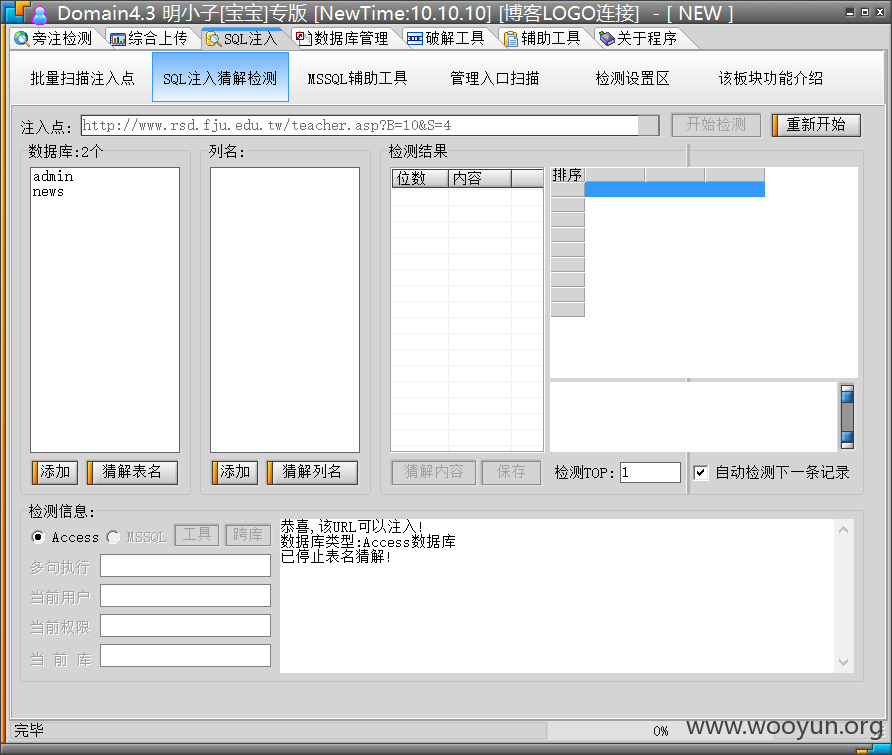 Domain4.3 明小子[宝宝]专版 [NewTime:10.10.10] [博客LOGO连接] - [ NEW ]
旁注检测 综合上传 SQL注入 数据库管理 破解工具 辅助工具 关于程序
批量扫描注入点 SQL注入猜解检测 MSSQL辅助工具 管理入口扫描 检测设置区 该板块功能介绍
注入点: http://www.rsd.fju.edu.tw/teacher.asp?B=10&S=4 开始检测 重新开始
数据库:2个 列名: 检测结果
admin
news
位数 内容 排序
添加 猜解表名 添加 猜解列名 猜解内容 保存 检测TOP: 1 自动检测下一条记录
检测信息:
Access MSSQL 工具 跨库
多句执行
当前用户
当前权限
当 前 库
恭喜,该URL可以注入!
数据库类型:Access数据库
已停止表名猜解!
完毕 0%
www.wooyun.org